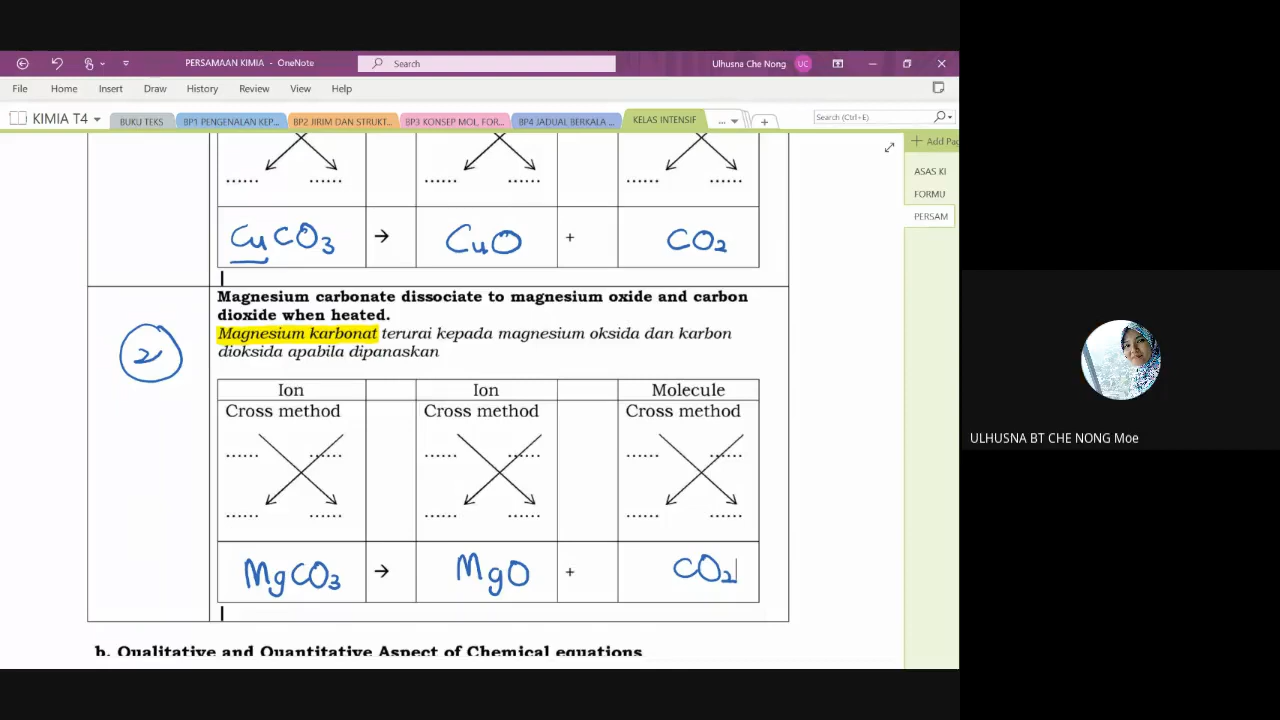 PERSAMAAN KIMIA - OneNote
Search
Ulhusna Che Nong UC
File Home Insert Draw History Review View Help
KIMIA T4
BUKU TEKS
BP1 PENGENALAN KEP...
BP2 JIRIM DAN STRUKT...
BP3 KONSEP MOL, FOR...
BP4 JADUAL BERKALA ...
KELAS INTENSIF
...
Search (Ctrl+E)
Add Pag
ASAS KI
FORMU
PERSAM
...... ...... ...... ...... ...... ......
CuCO₃ → CuO + CO₂
2
Magnesium carbonate dissociate to magnesium oxide and carbon
dioxide when heated.
Magnesium karbonat terurai kepada magnesium oksida dan karbon
dioksida apabila dipanaskan
Ion Ion Molecule
Cross method Cross method Cross method
...... ...... ...... ...... ...... ......
...... ...... ...... ...... ...... ......
MgCO₃ → MgO + CO₂
b. Qualitative and Quantitative Aspect of Chemical equations
ULHUSNA BT CHE NONG Moe